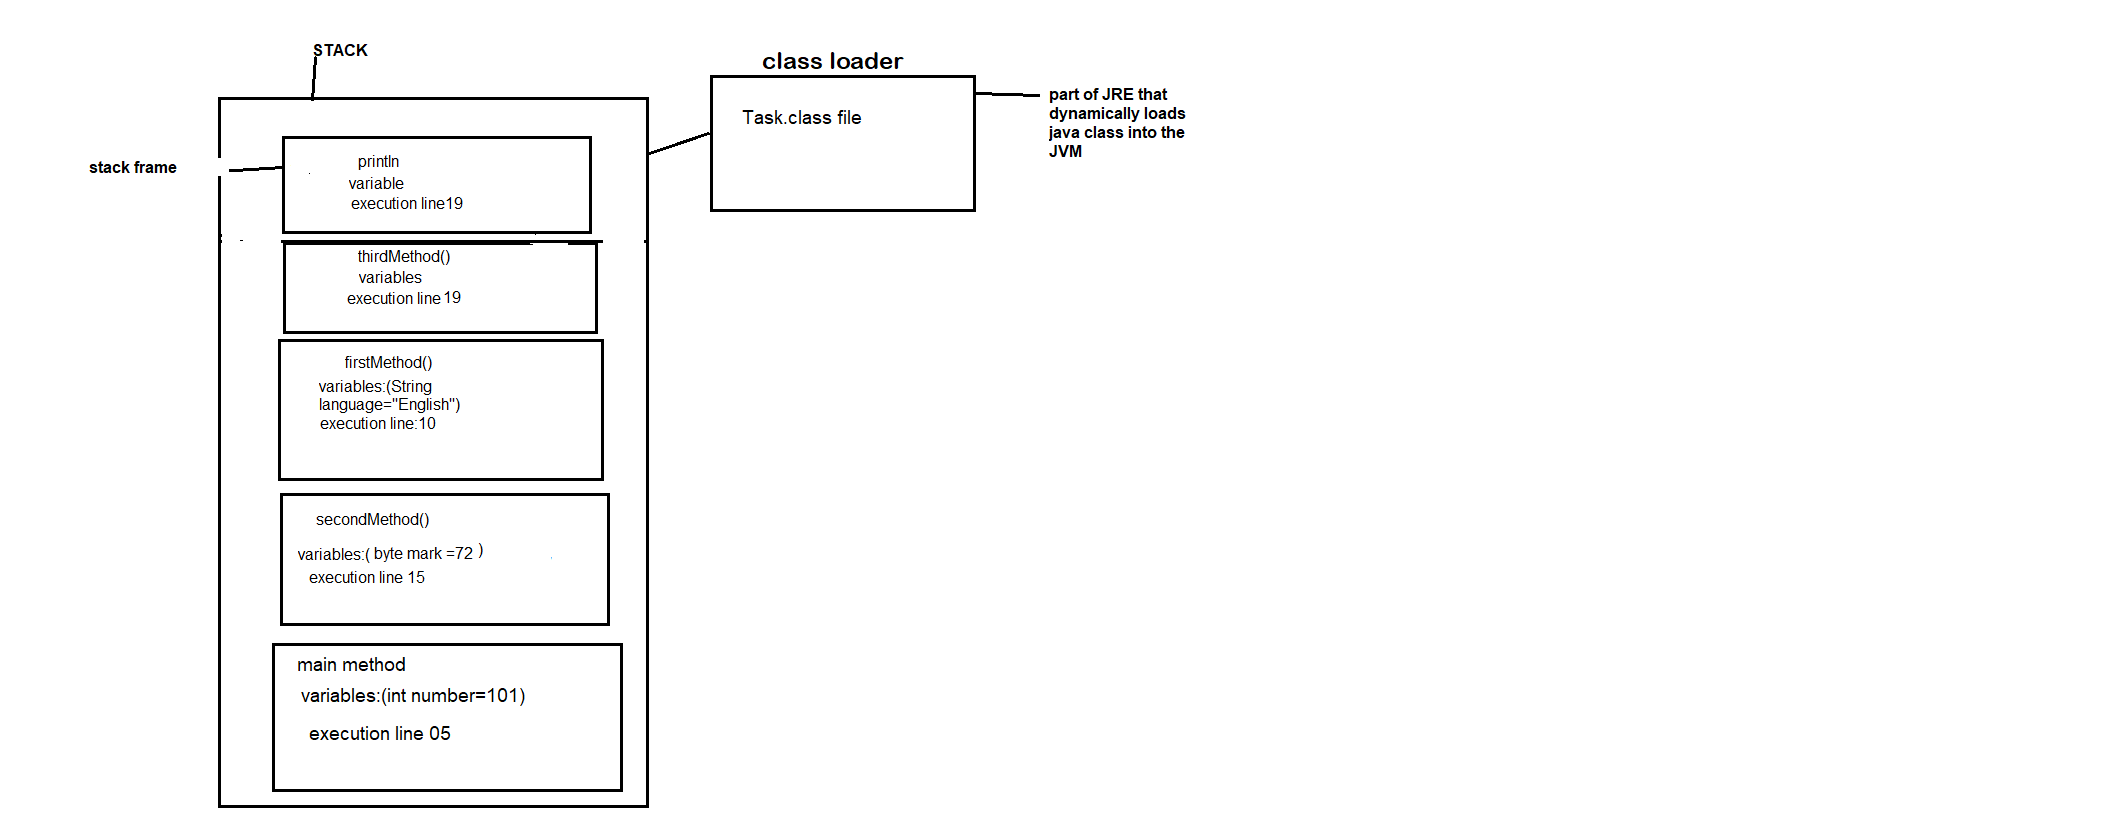 STACK
class loader
Task.class file
part of JRE that
dynamically loads
java class into the
JVM
stack frame
println
variable
execution line19
thirdMethod()
variables
execution line 19
firstMethod()
variables:(String
language="English")
execution line:10
secondMethod()
variables:( byte mark =72 )
execution line 15
main method
variables:(int number=101)
execution line 05